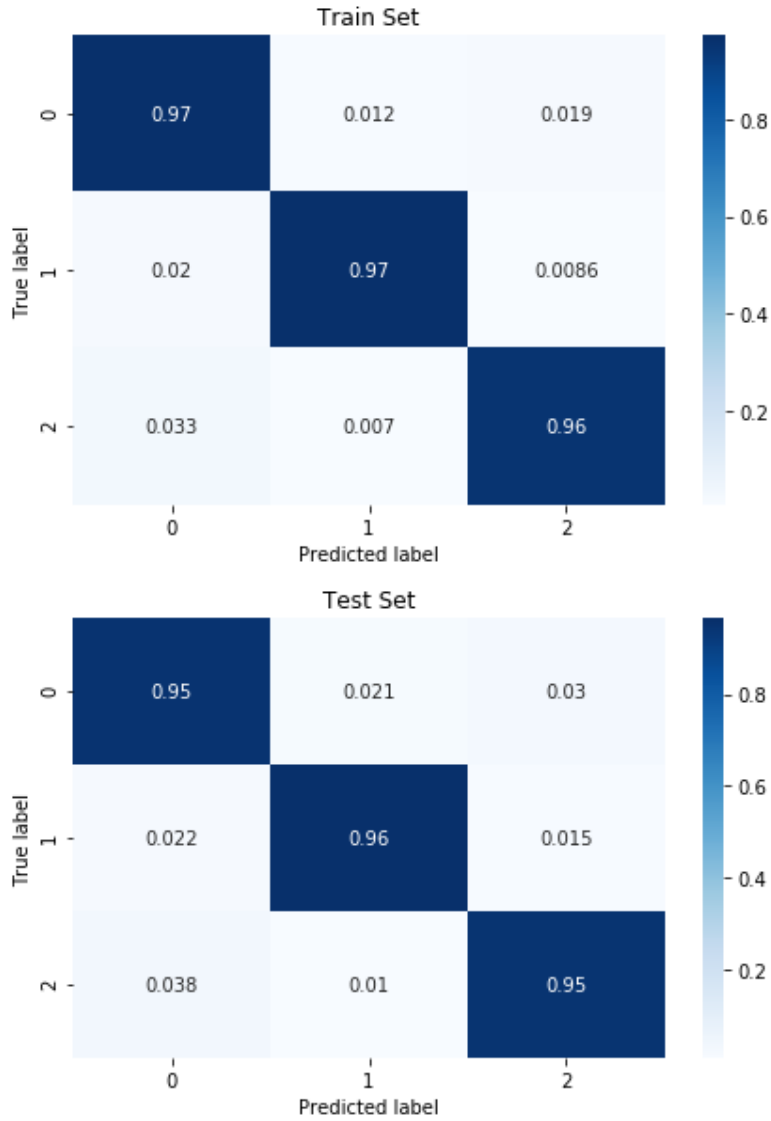 Train Set
0 0.97 0.012 0.019
0.8
0.6
True label
1 0.02 0.97 0.0086
0.4
0.2
2 0.033 0.007 0.96
0 1 2
Predicted label
Test Set
0 0.95 0.021 0.03
0.8
0.6
True label
1 0.022 0.96 0.015
0.4
0.2
2 0.038 0.01 0.95
0 1 2
Predicted label